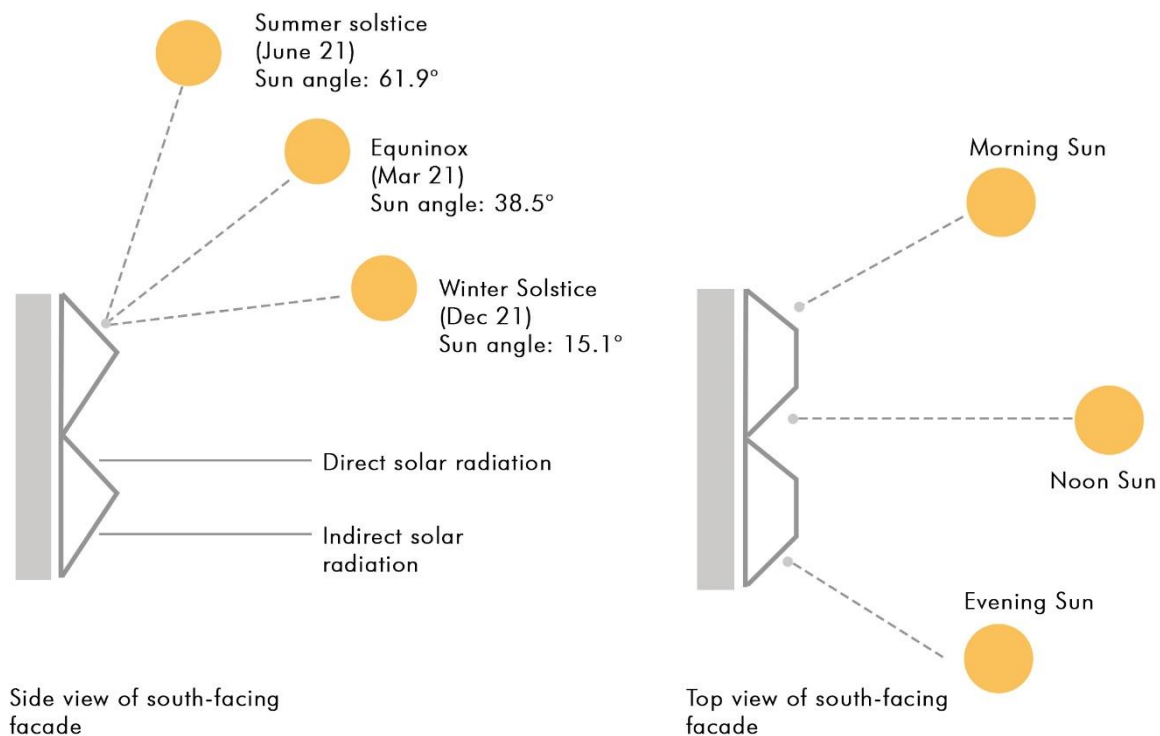 Summer solstice
(June 21)
Sun angle: 61.9°
Equninox
(Mar 21)
Sun angle: 38.5°
Winter Solstice
(Dec 21)
Sun angle: 15.1°
Direct solar radiation
Indirect solar
radiation
Side view of south-facing
facade
Morning Sun
Noon Sun
Evening Sun
Top view of south-facing
facade